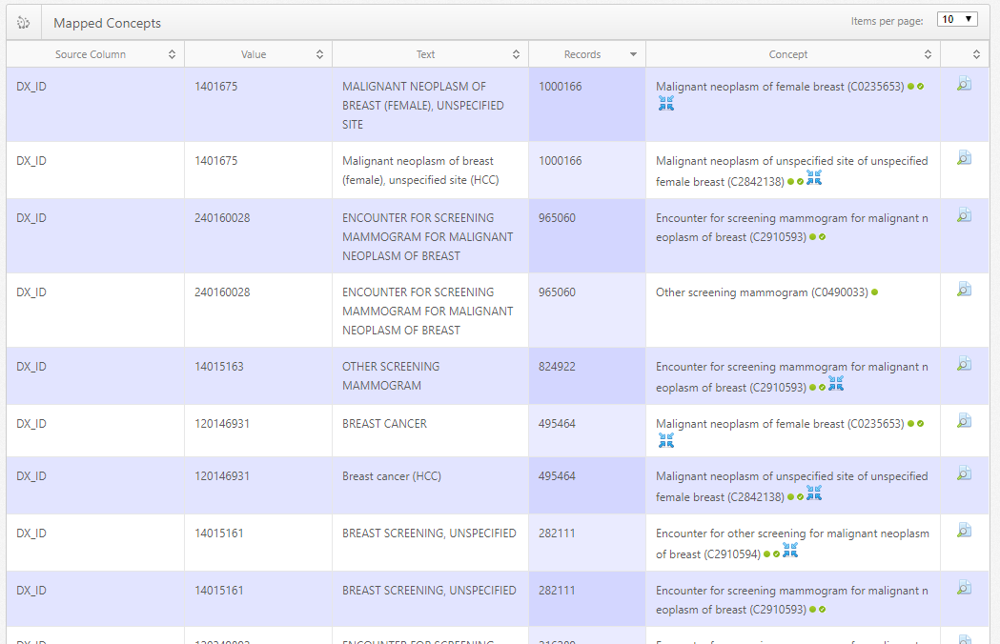 Mapped Concepts
Items per page: 10
Source Column Value Text Records Concept
DX_ID 1401675 MALIGNANT NEOPLASM OF 1000166 Malignant neoplasm of female breast (C0235653)
BREAST (FEMALE), UNSPECIFIED
SITE
DX_ID 1401675 Malignant neoplasm of breast 1000166 Malignant neoplasm of unspecified site of unspecified
(female), unspecified site (HCC) female breast (C2842138)
DX_ID 240160028 ENCOUNTER FOR SCREENING 965060 Encounter for screening mammogram for malignant n
MAMMOGRAM FOR MALIGNANT eoplasm of breast (C2910593)
NEOPLASM OF BREAST
DX_ID 240160028 ENCOUNTER FOR SCREENING 965060 Other screening mammogram (C0490033)
MAMMOGRAM FOR MALIGNANT
NEOPLASM OF BREAST
DX_ID 14015163 OTHER SCREENING 824922 Encounter for screening mammogram for malignant n
MAMMOGRAM eoplasm of breast (C2910593)
DX_ID 120146931 BREAST CANCER 495464 Malignant neoplasm of female breast (C0235653)
DX_ID 120146931 Breast cancer (HCC) 495464 Malignant neoplasm of unspecified site of unspecified
female breast (C2842138)
DX_ID 14015161 BREAST SCREENING, UNSPECIFIED 282111 Encounter for other screening for malignant neoplasm
of breast (C2910594)
DX_ID 14015161 BREAST SCREENING, UNSPECIFIED 282111 Encounter for screening mammogram for malignant n
eoplasm of breast (C2910593)